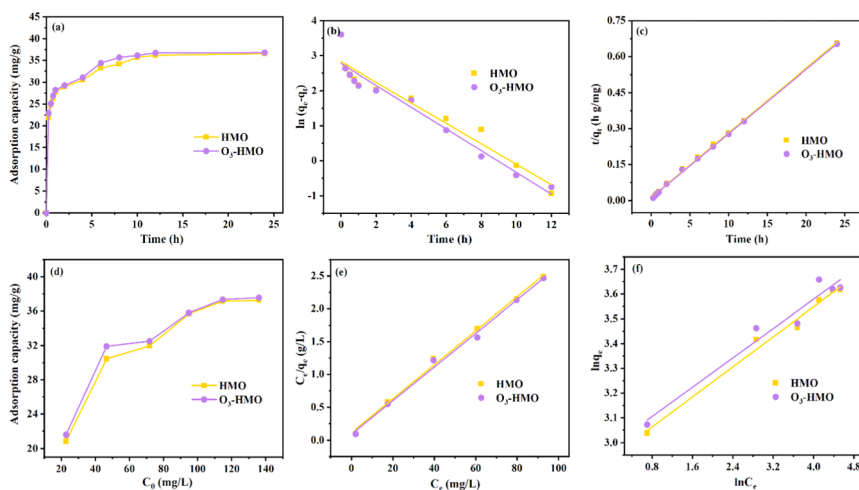 (a)
Adsorption capacity (mg/g)
45
40
35
30
25
20
15
10
5
0
HMO
O₃-HMO
0 5 10 15 20 25
Time (h)
(b)
ln (qₑ-qₜ)
4
3
2
1
0
-1
HMO
O₃-HMO
0 2 4 6 8 10 12
Time (h)
(c)
t/qₜ (h g/mg)
0.60
0.45
0.30
0.15
0.00
HMO
O₃-HMO
0 4 8 12 16 20 24
Time (h)
(d)
Adsorption capacity (mg/g)
40
36
32
28
24
20
HMO
O₃-HMO
20 40 60 80 100 120 140
C₀ (mg/L)
(e)
Cₑ/qₑ (g/L)
2.5
2.0
1.5
1.0
0.5
0.0
HMO
O₃-HMO
0 20 40 60 80 100
Cₑ (mg/L)
(f)
lnqₑ
3.8
3.7
3.6
3.5
3.4
3.3
3.2
3.1
3.0
HMO
O₃-HMO
0.8 1.6 2.4 3.2 4.0 4.8
lnCₑ